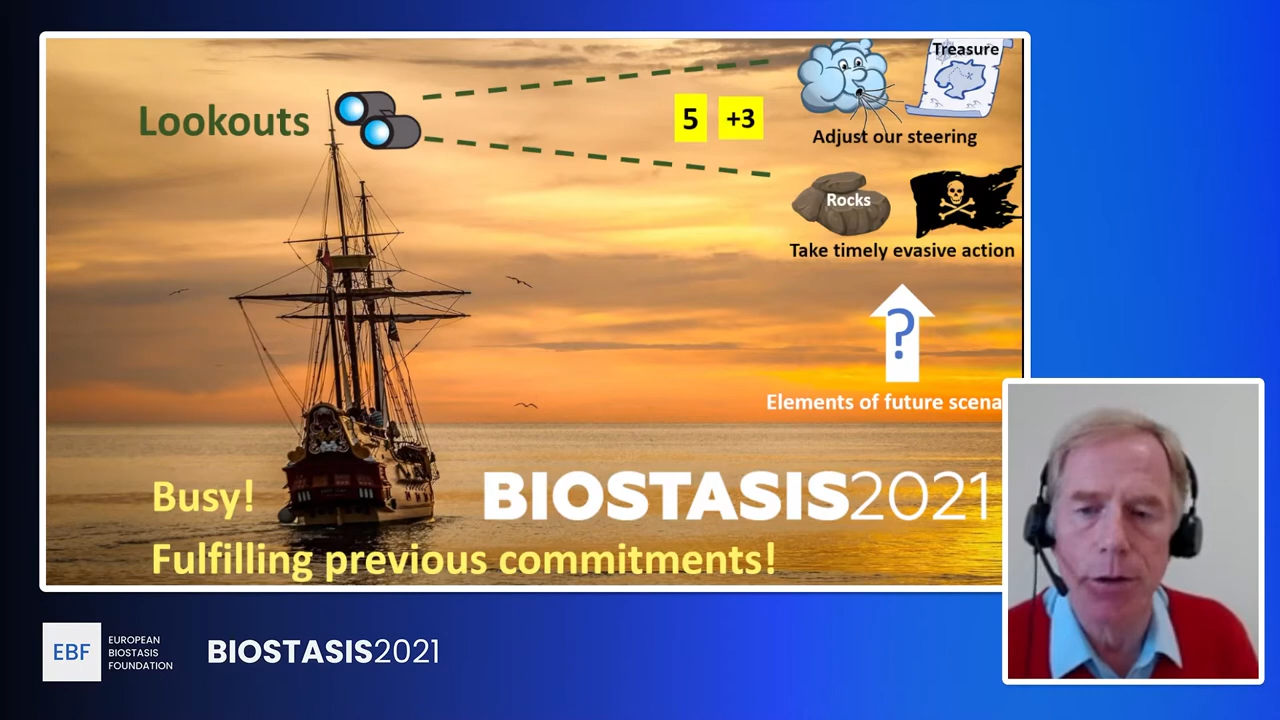 Treasure
Lookouts
5 +3
Adjust our steering
Rocks
Take timely evasive action
?
Elements of future scena
BIOSTASIS2021
Busy!
Fulfilling previous commitments!
EBF
EUROPEAN
BIOSTASIS
FOUNDATION
BIOSTASIS2021